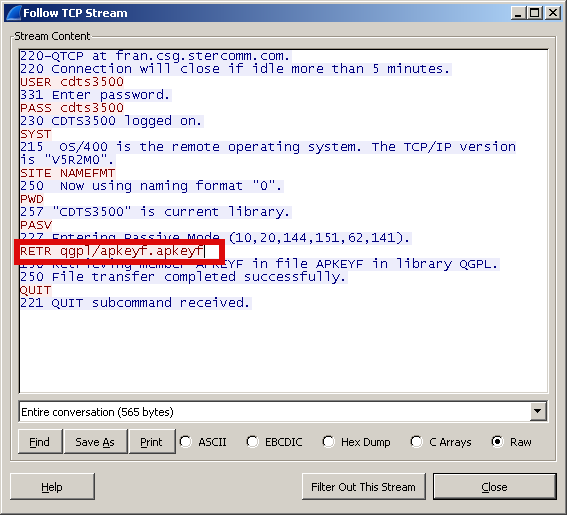 Follow TCP Stream
Stream Content
220-QTCP at fran.csg.stercomm.com.
220 Connection will close if idle more than 5 minutes.
USER cdts3500
331 Enter password.
PASS cdts3500
230 CDTS3500 logged on.
SYST
215  OS/400 is the remote operating system. The TCP/IP version
is "V5R2M0".
SITE NAMEFMT
250  Now using naming format "0".
PWD
257 "CDTS3500" is current library.
PASV
227 Entering Passive Mode (10,20,144,151,62,141).
RETR qgpl/apkeyf.apkeyf
Retrieving member APKEYF in file APKEYF in library QGPL.
250 File transfer completed successfully.
QUIT
221 QUIT subcommand received.
Entire conversation (565 bytes)
Find Save As Print ASCII EBCDIC Hex Dump C Arrays Raw
Help Filter Out This Stream Close